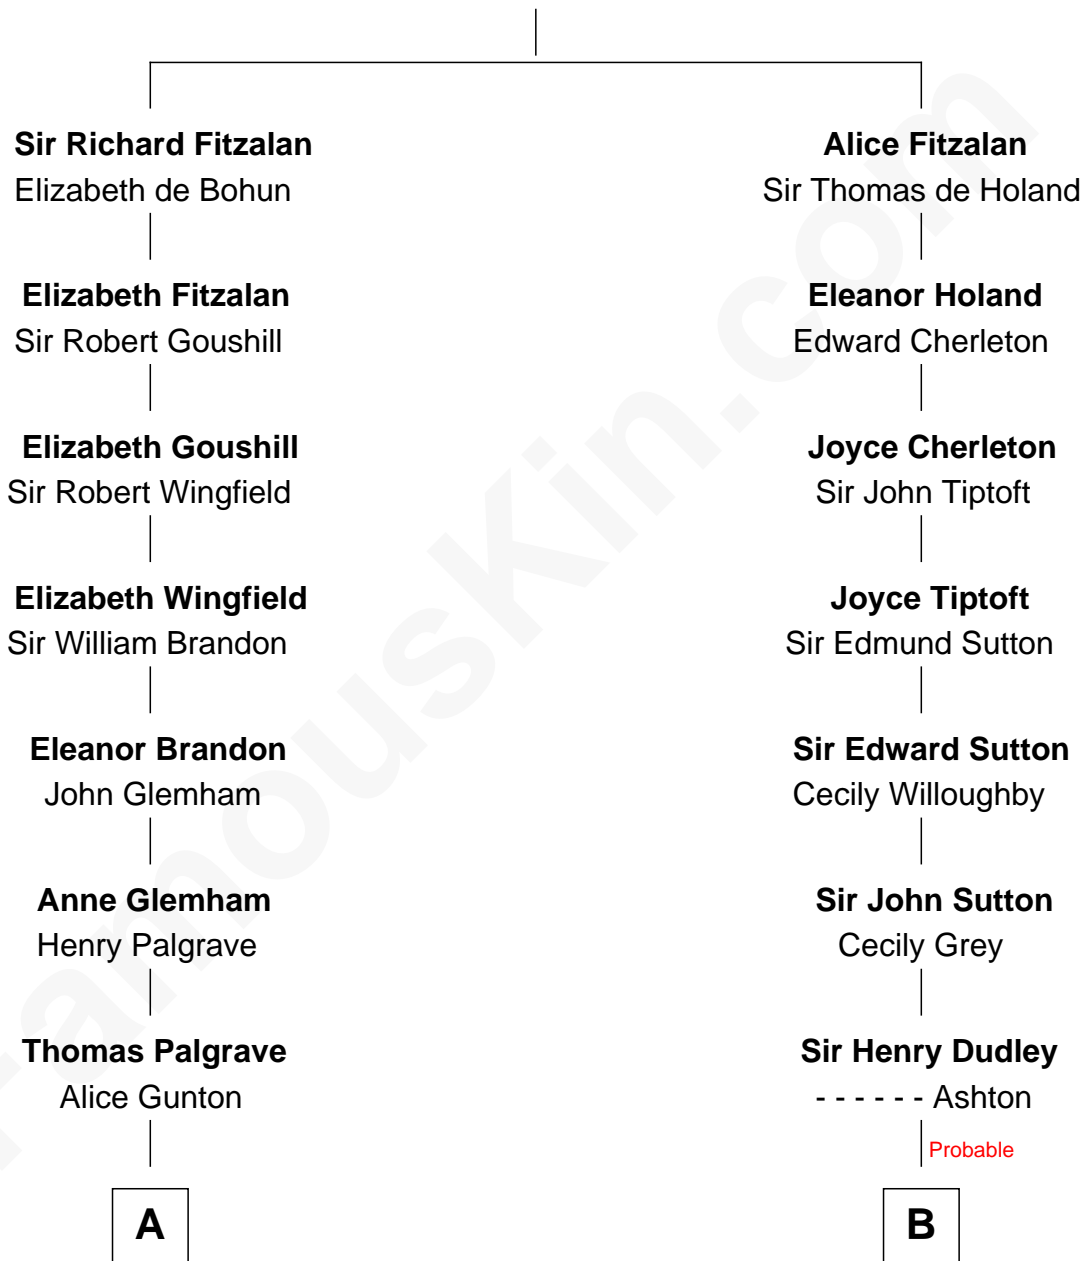 Sir Richard Fitzalan
Elizabeth de Bohun
Elizabeth Fitzalan
Sir Robert Goushill
Elizabeth Goushill
Sir Robert Wingfield
Elizabeth Wingfield
Sir William Brandon
Eleanor Brandon
John Glemham
Anne Glemham
Henry Palgrave
Thomas Palgrave
Alice Gunton
A
Alice Fitzalan
Sir Thomas de Holand
Eleanor Holand
Edward Cherleton
Joyce Cherleton
Sir John Tiptoft
Joyce Tiptoft
Sir Edmund Sutton
Sir Edward Sutton
Cecily Willoughby
Sir John Sutton
Cecily Grey
Sir Henry Dudley
- - - - - - Ashton
Probable
B
FamousKin.com